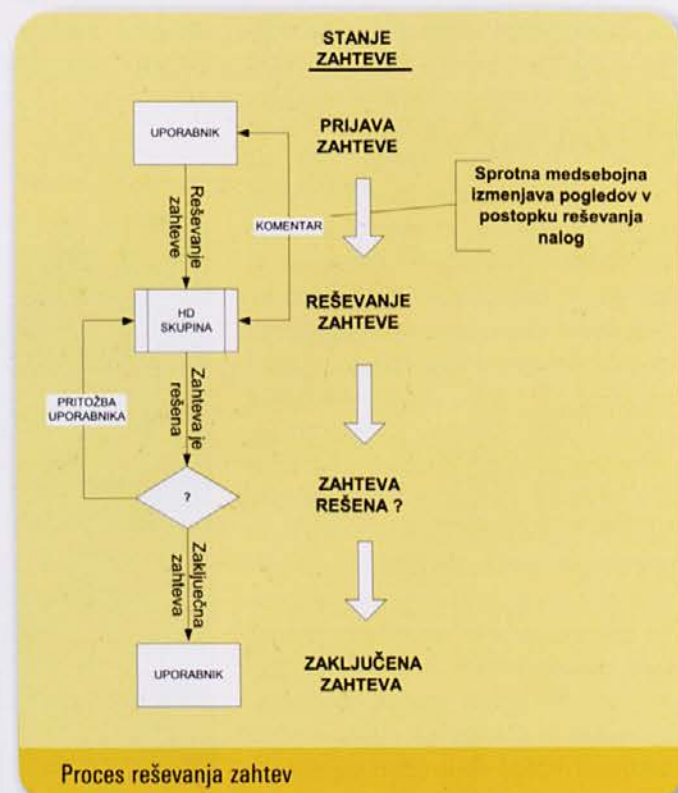 STANJE
ZAHTEVE
UPORABNIK
PRIJAVA
ZAHTEVE
Reševanje
zahteve
KOMENTAR
Sprotna medsebojna
izmenjava pogledov v
postopku reševanja
nalog
HD
SKUPINA
REŠEVANJE
ZAHTEVE
PRITOŽBA
UPORABNIKA
Zahteva je
rešena
?
ZAHTEVA
REŠENA ?
Zaključečna
zahteva
UPORABNIK
ZAKLJUČENA
ZAHTEVA
Proces reševanja zahtev